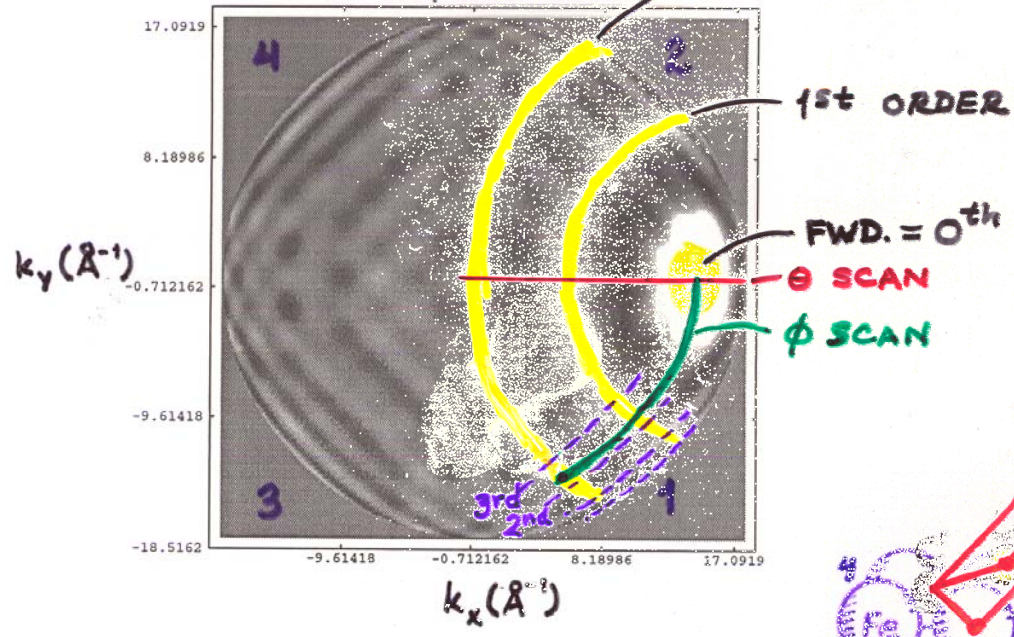 17.0919
4
2
1st ORDER
8.18986
FWD. = 0th
ky (Å-1)
-0.712162
θ SCAN
φ SCAN
-9.61418
3rd
2nd
3
1
-18.5162
-9.61418 -0.712162 8.18986 17.0919
kx (Å-1)
4
Fe